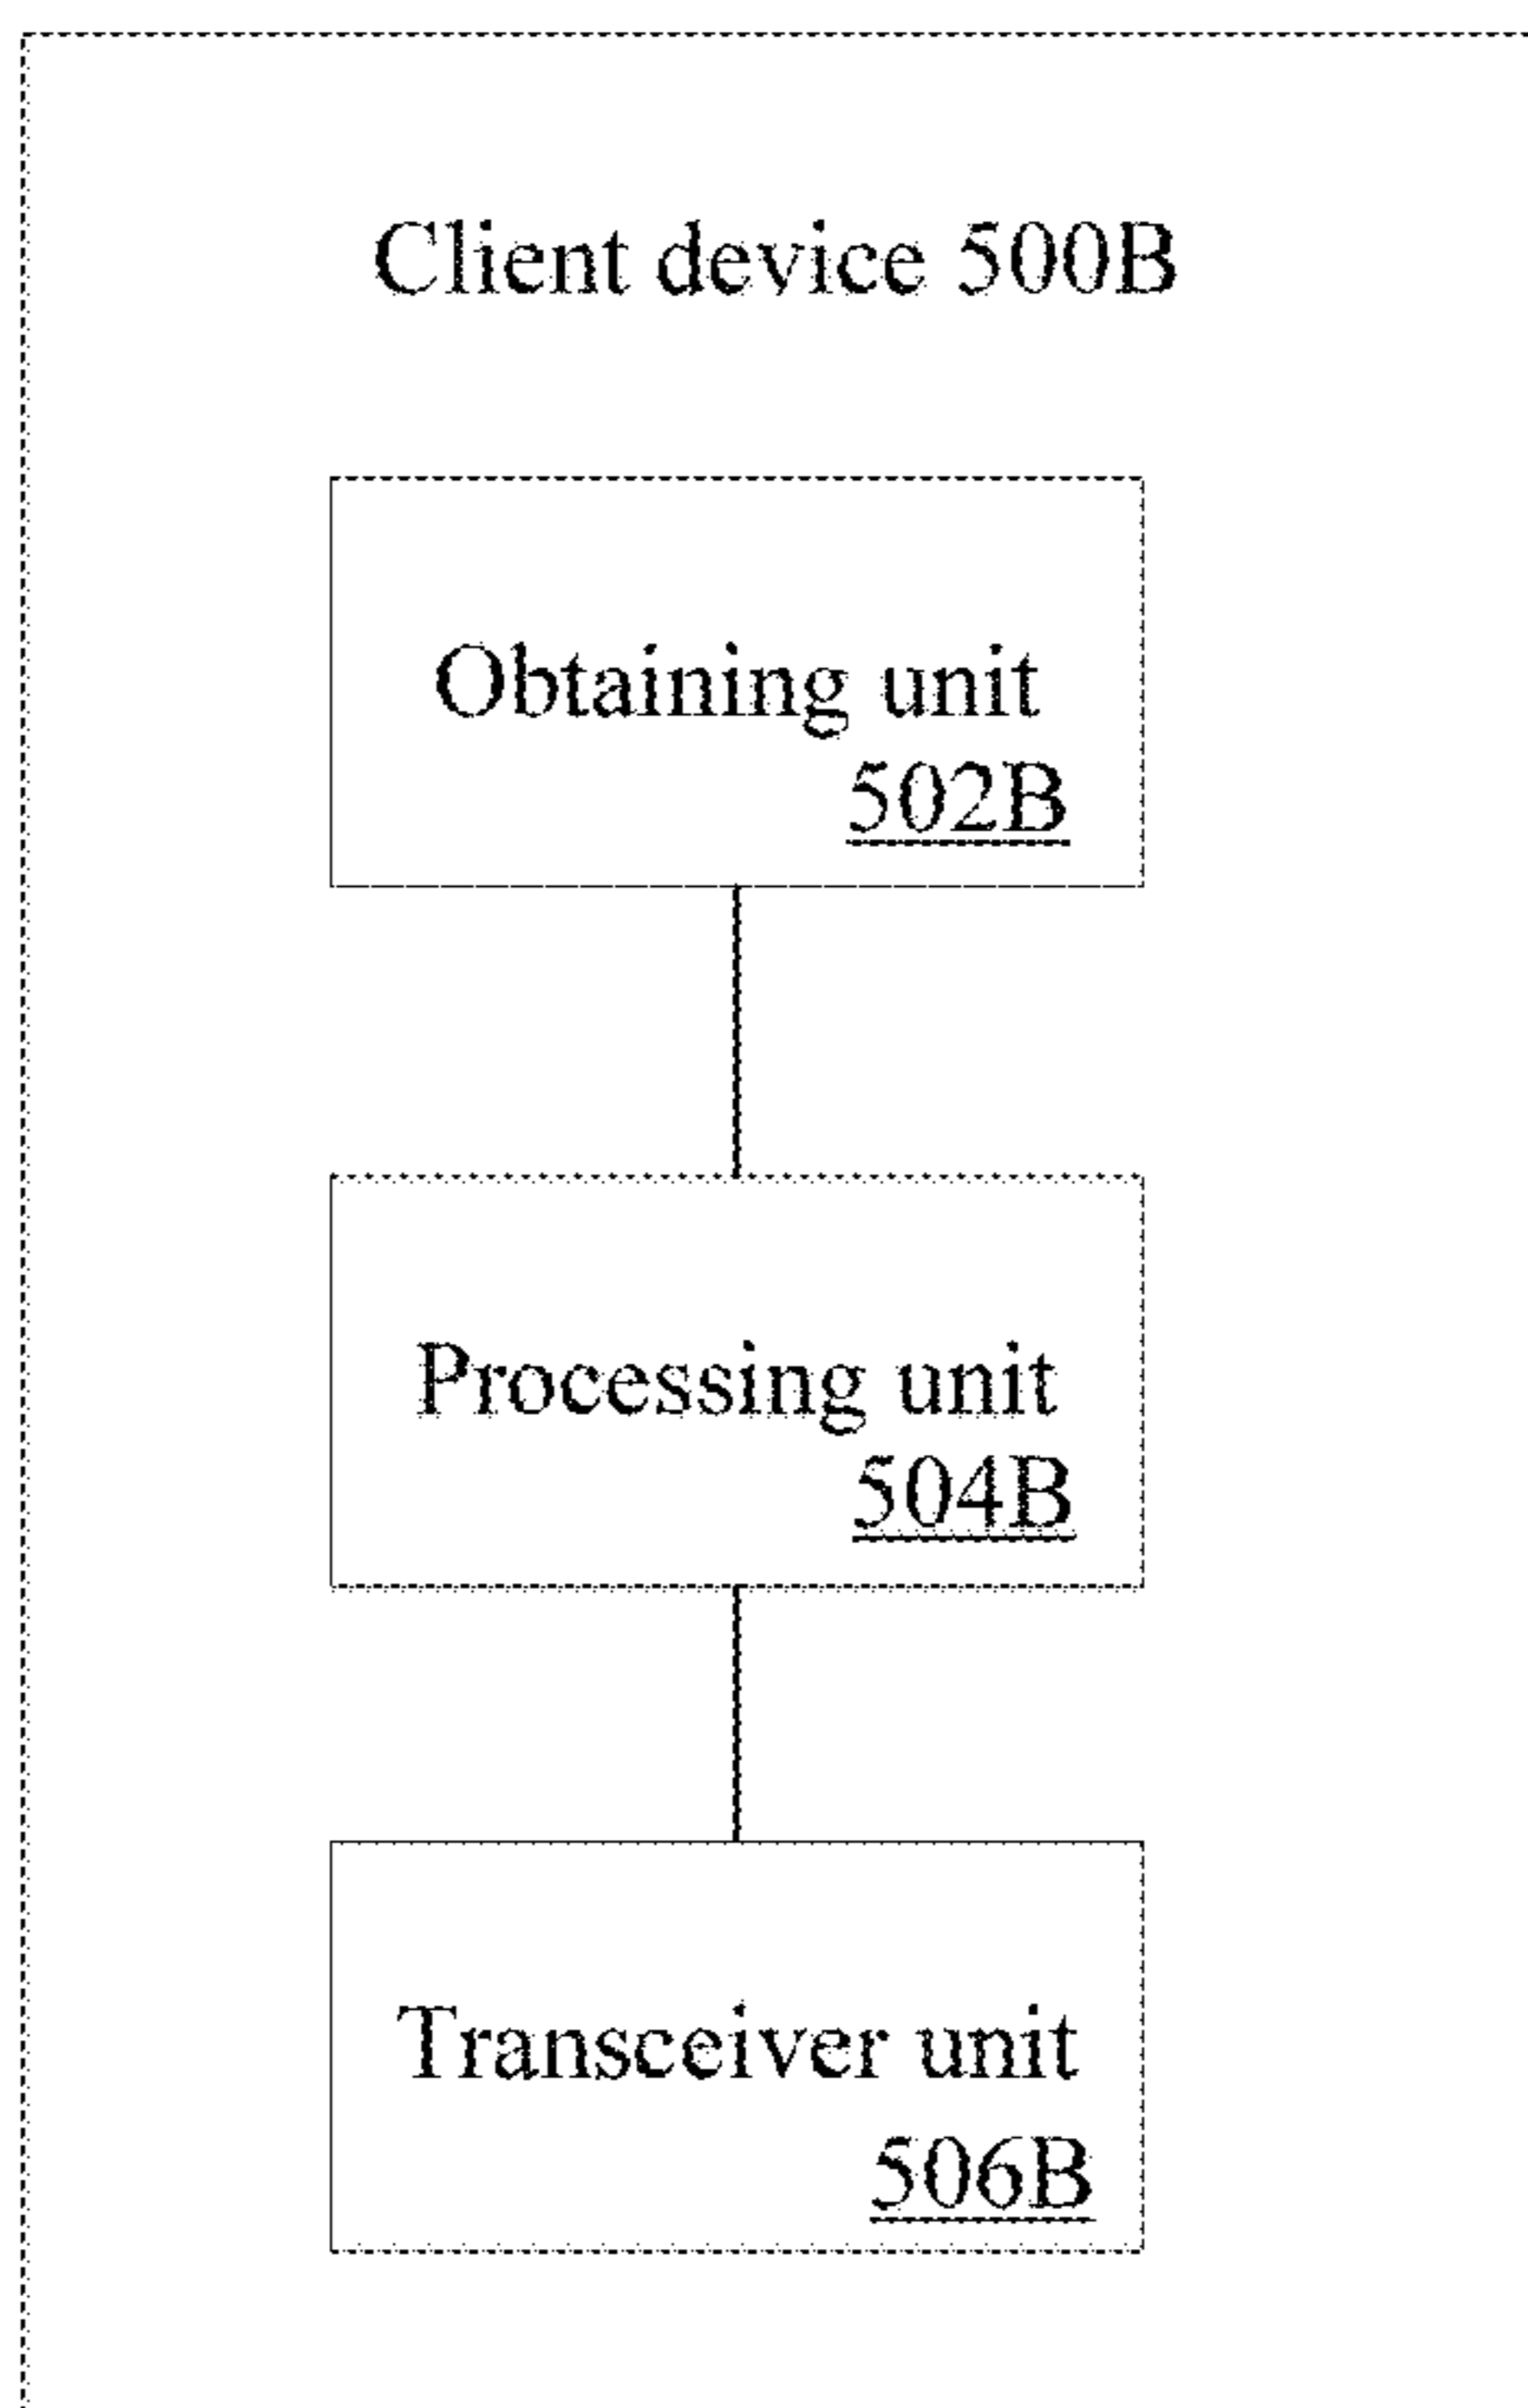 Client device 500B
Obtaining unit
502B
Processing unit
504B
Transceiver unit
506B